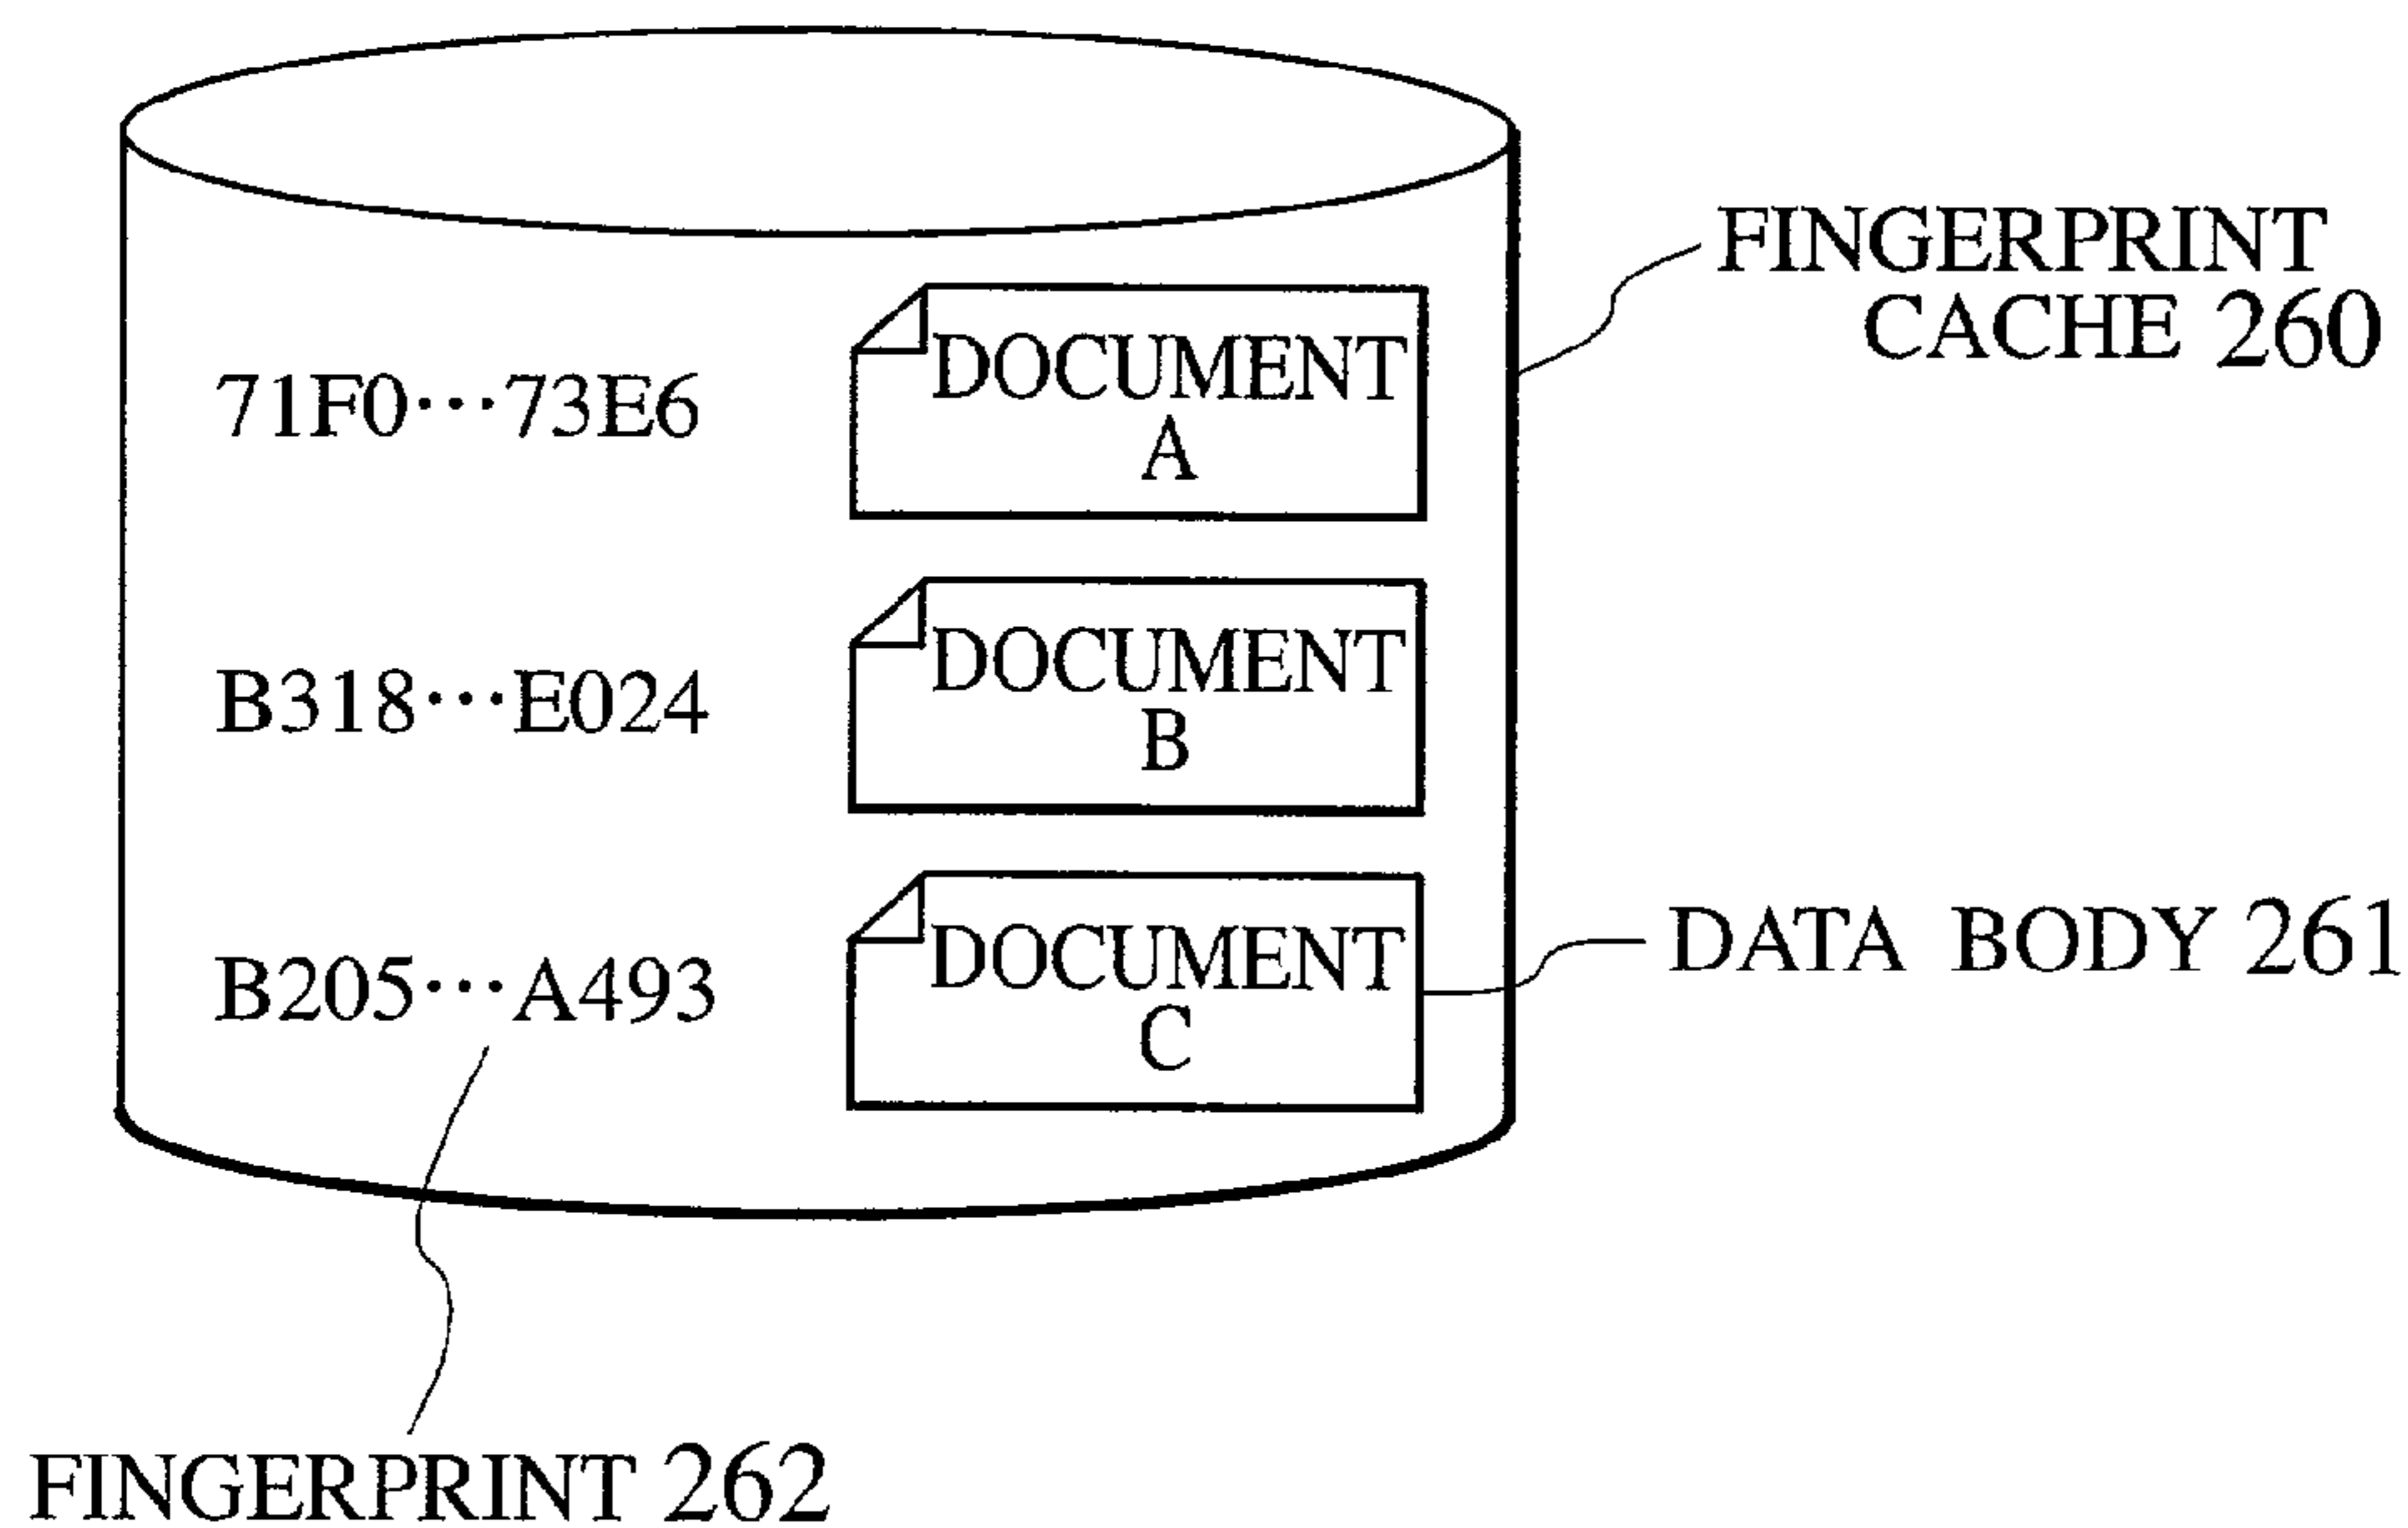 FINGERPRINT
CACHE 260
71F0···73E6
DOCUMENT
A
B318···E024
DOCUMENT
B
B205···A493
DOCUMENT
C
DATA BODY 261
FINGERPRINT 262